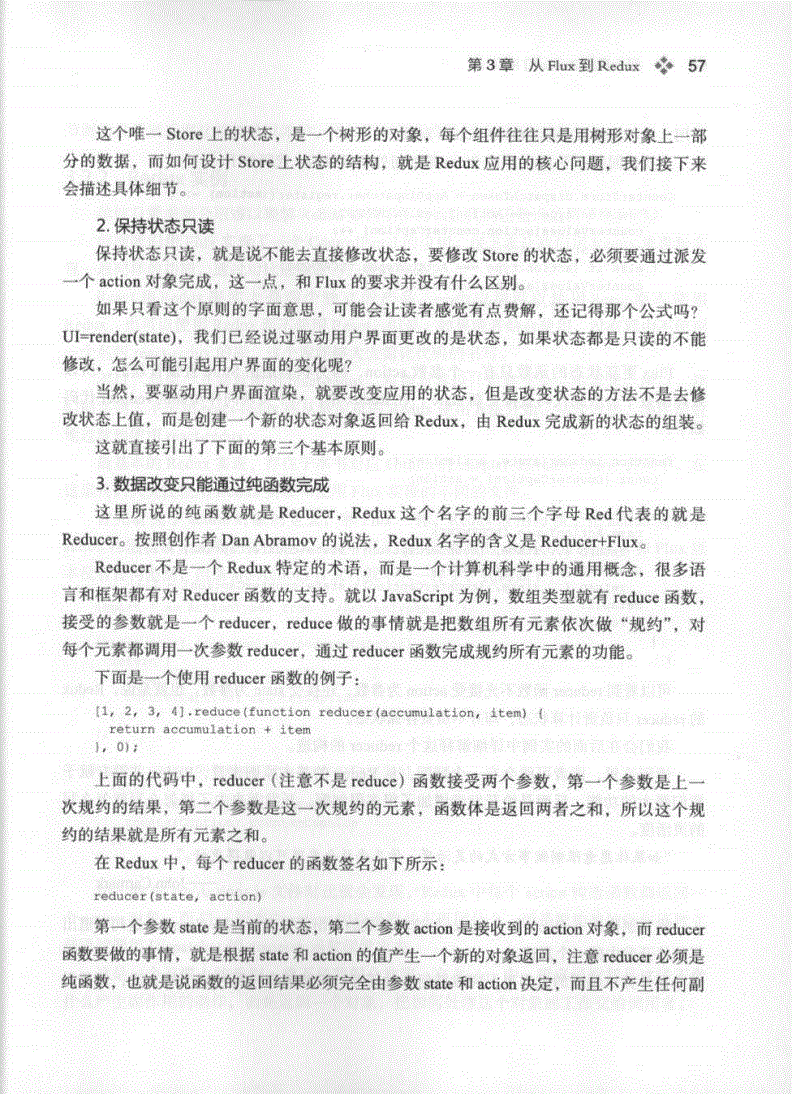 第3章 从 Flux 到 Redux 57
这个唯一 Store 上的状态，是一个树形的对象，每个组件往往只是用树形对象上一部
分的数据，而如何设计 Store 上状态的结构，就是 Redux 应用的核心问题，我们接下来
会描述具体细节。
2. 保持状态只读
保持状态只读，就是说不能去直接修改状态，要修改 Store 的状态，必须要通过派发
一个 action 对象完成，这一点，和 Flux 的要求并没有什么区别。
如果只看这个原则的字面意思，可能会让读者感觉有点费解，还记得那个公式吗？
UI=render(state)，我们已经说过驱动用户界面更改的是状态，如果状态都是只读的不能
修改，怎么可能引起用户界面的变化呢？
当然，要驱动用户界面渲染，就要改变应用的状态，但是改变状态的方法不是去修
改状态上值，而是创建一个新的状态对象返回给 Redux，由 Redux 完成新的状态的组装。
这就直接引出了下面的第三个基本原则。
3. 数据改变只能通过纯函数完成
这里所说的纯函数就是 Reducer，Redux 这个名字的前三个字母 Red 代表的就是
Reducer。按照创作者 Dan Abramov 的说法，Redux 名字的含义是 Reducer+Flux。
Reducer 不是一个 Redux 特定的术语，而是一个计算机科学中的通用概念，很多语
言和框架都有对 Reducer 函数的支持。就以 JavaScript 为例，数组类型就有 reduce 函数，
接受的参数就是一个 reducer，reduce 做的事情就是把数组所有元素依次做“规约”，对
每个元素都调用一次参数 reducer，通过 reducer 函数完成规约所有元素的功能。
下面是一个使用 reducer 函数的例子：
[1, 2, 3, 4].reduce(function reducer(accumulation, item) {
return accumulation + item
}, 0);
上面的代码中，reducer（注意不是 reduce）函数接受两个参数，第一个参数是上一
次规约的结果，第二个参数是这一次规约的元素，函数体是返回两者之和，所以这个规
约的结果就是所有元素之和。
在 Redux 中，每个 reducer 的函数签名如下所示：
reducer(state, action)
第一个参数 state 是当前的状态，第二个参数 action 是接收到的 action 对象，而 reducer
函数要做的事情，就是根据 state 和 action 的值产生一个新的对象返回，注意 reducer 必须是
纯函数，也就是说函数的返回结果必须完全由参数 state 和 action 决定，而且不产生任何副